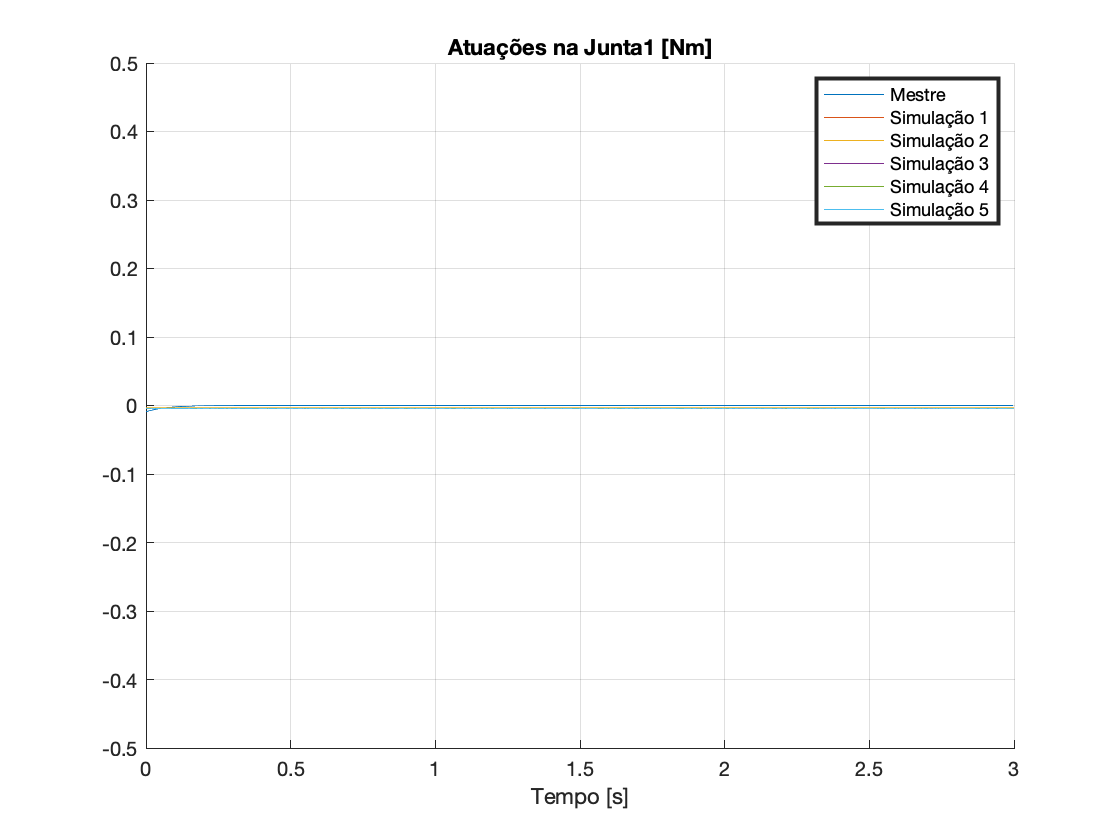 Atuações na Junta1 [Nm]
0.5
0.4
0.3
0.2
0.1
0
-0.1
-0.2
-0.3
-0.4
-0.5
Mestre
Simulação 1
Simulação 2
Simulação 3
Simulação 4
Simulação 5
0 0.5 1 1.5 2 2.5 3
Tempo [s]